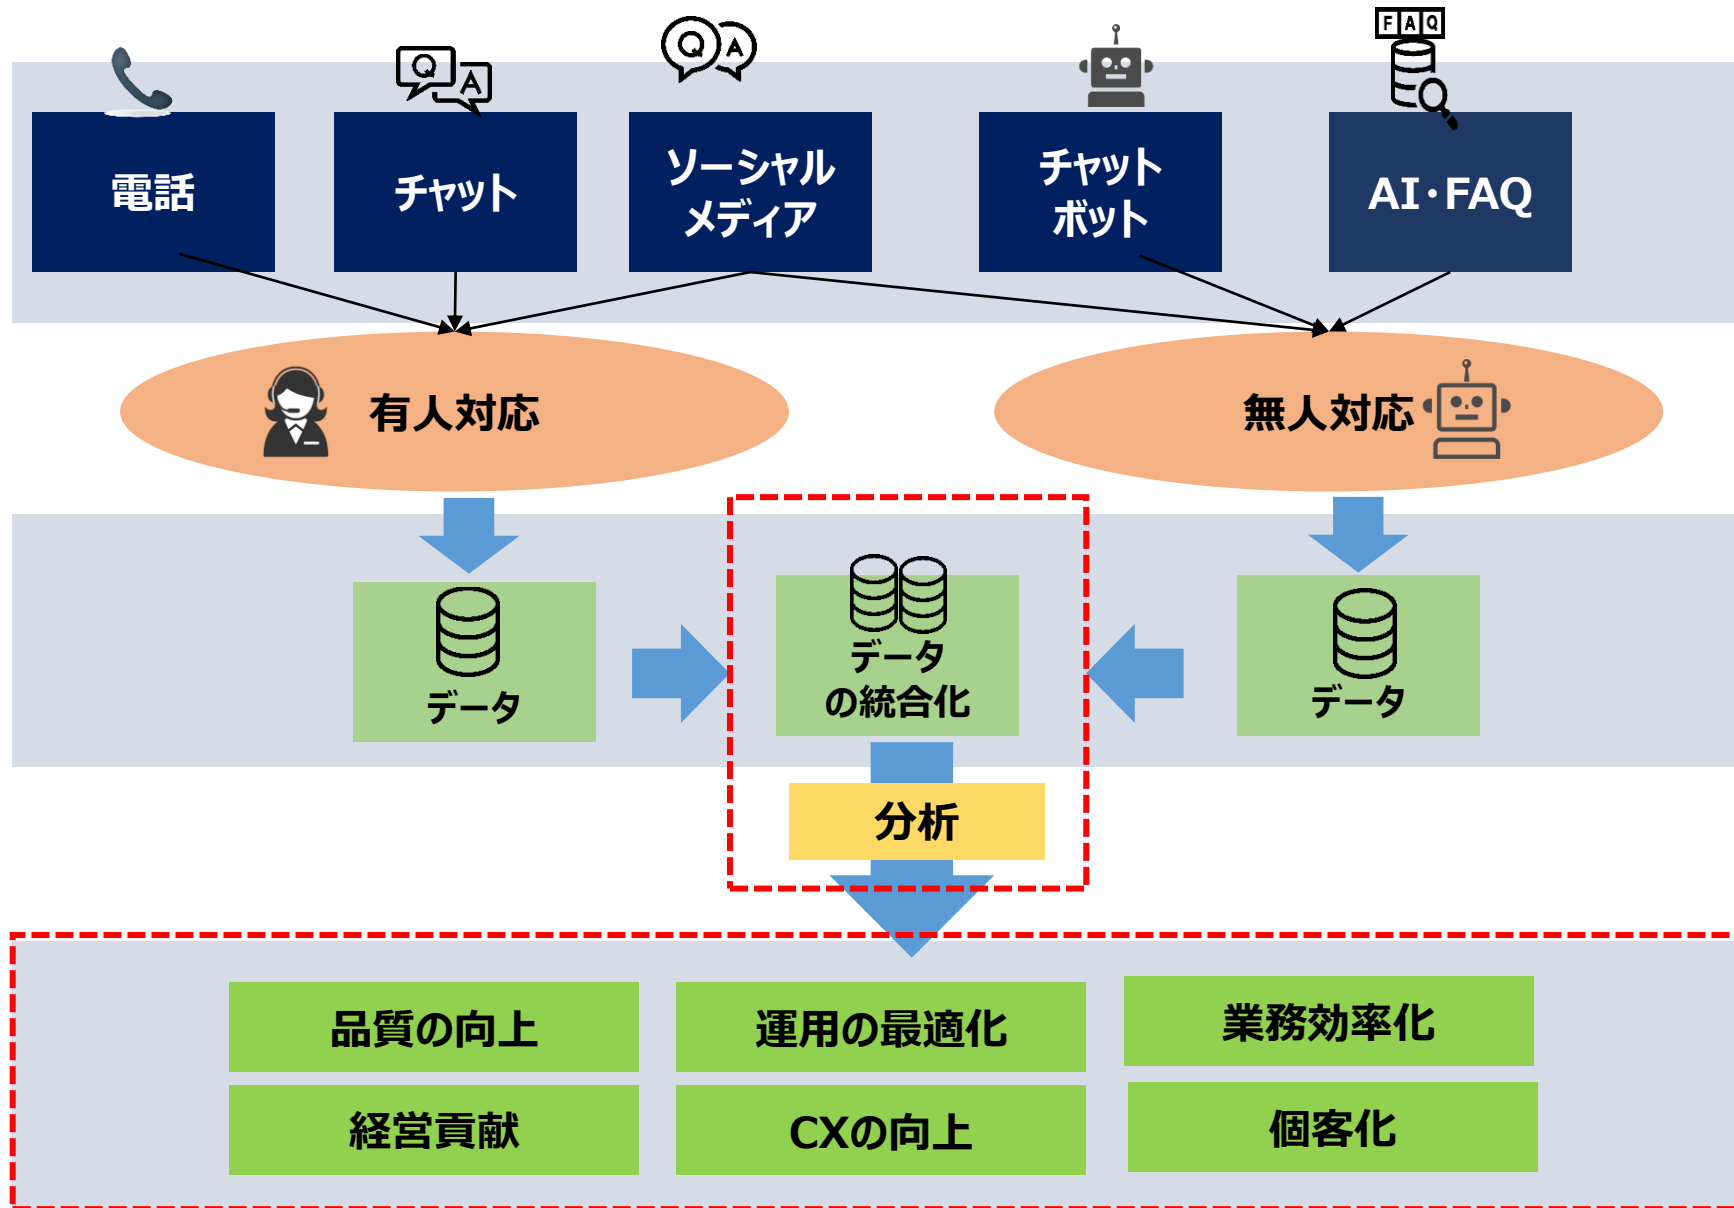 Q A
Q A
F A Q
電話
チャット
ソーシャル
メディア
チャット
ボット
AI・FAQ
有人対応
無人対応
データ
データ
の統合化
データ
分析
品質の向上
運用の最適化
業務効率化
経営貢献
CXの向上
個客化